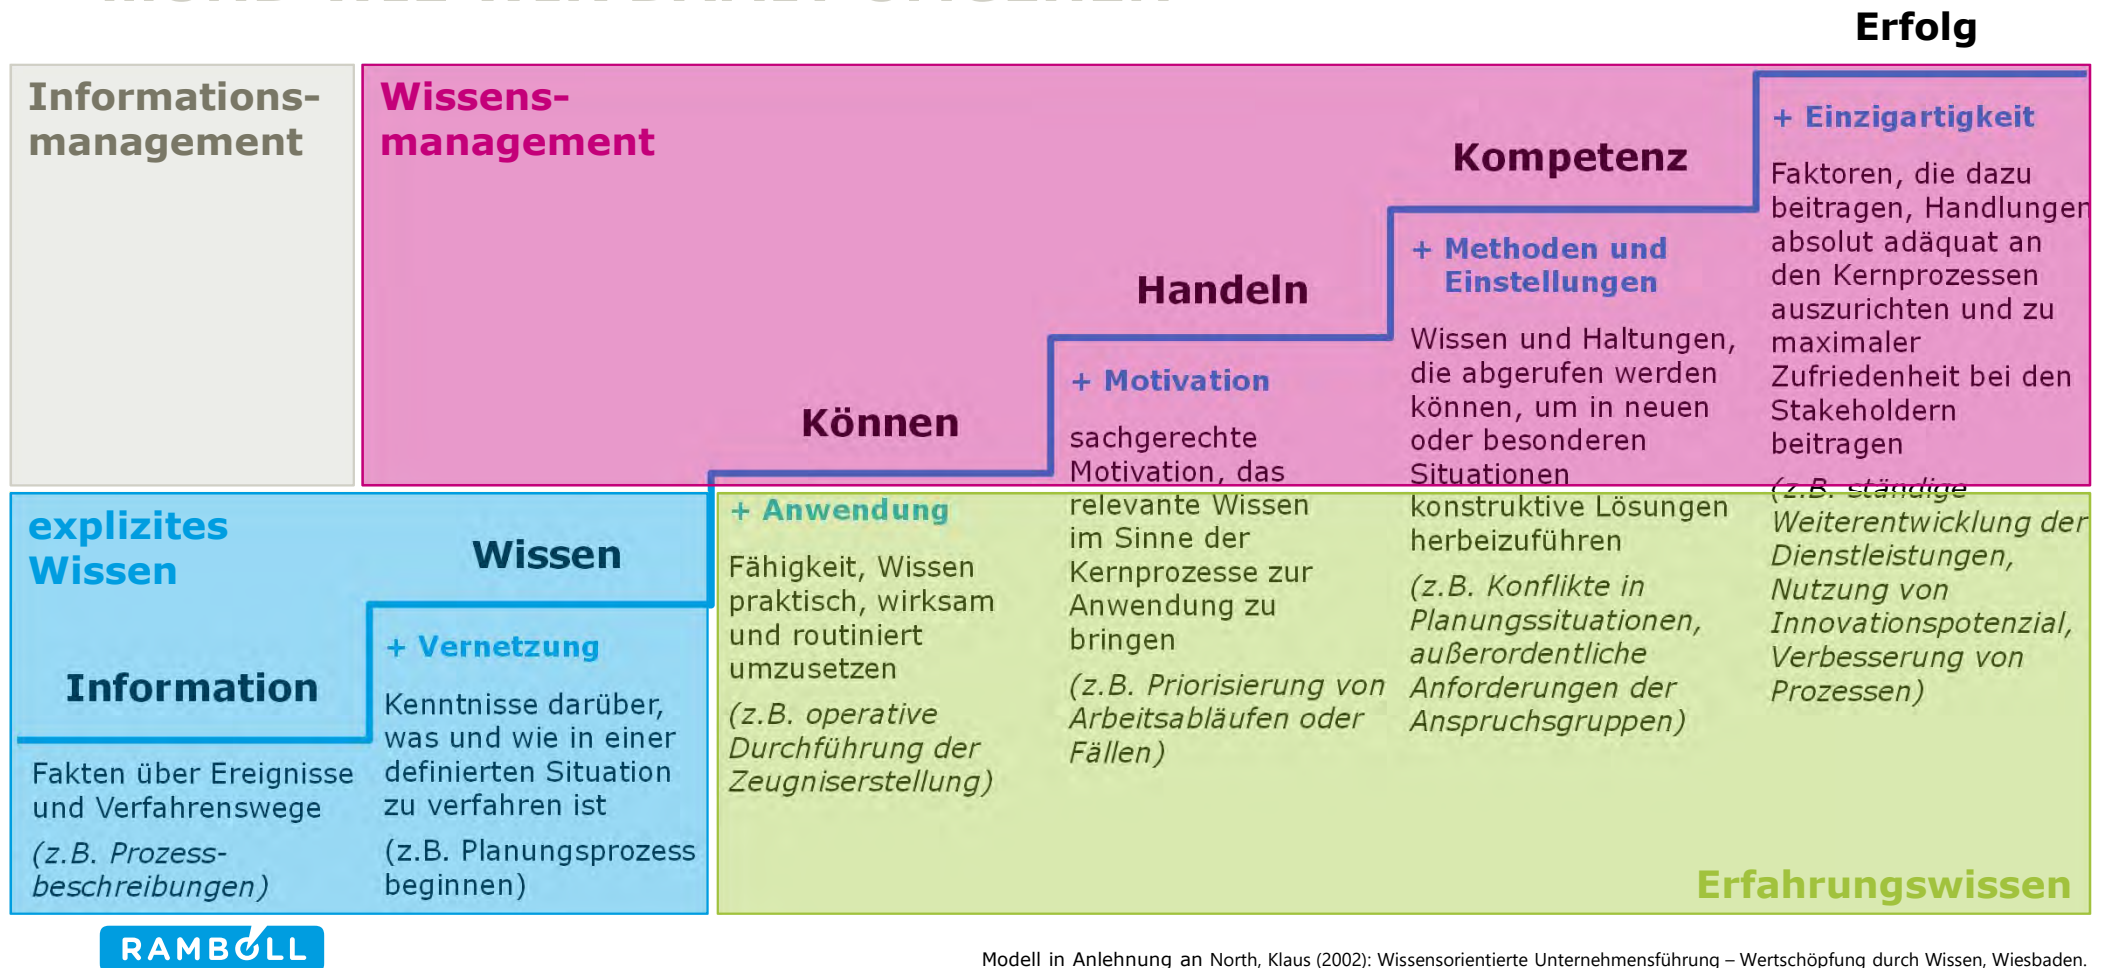 Erfolg
Informations-
management
Wissens-
management
+ Einzigartigkeit
Faktoren, die dazu
beitragen, Handlungen
absolut adäquat an
den Kernprozessen
auszurichten und zu
maximaler
Zufriedenheit bei den
Stakeholdern
beitragen
(z.B. ständige
Weiterentwicklung der
Dienstleistungen,
Nutzung von
Innovationspotenzial,
Verbesserung von
Prozessen)
Kompetenz
+ Methoden und
Einstellungen
Wissen und Haltungen,
die abgerufen werden
können, um in neuen
oder besonderen
Situationen
konstruktive Lösungen
herbeizuführen
(z.B. Konflikte in
Planungssituationen,
außerordentliche
Anforderungen der
Anspruchsgruppen)
Handeln
+ Motivation
sachgerechte
Motivation, das
relevante Wissen
im Sinne der
Kernprozesse zur
Anwendung zu
bringen
(z.B. Priorisierung von
Arbeitsabläufen oder
Fällen)
Können
+ Anwendung
Fähigkeit, Wissen
praktisch, wirksam
und routiniert
umzusetzen
(z.B. operative
Durchführung der
Zeugniserstellung)
explizites
Wissen
Wissen
+ Vernetzung
Kenntnisse darüber,
was und wie in einer
definierten Situation
zu verfahren ist
(z.B. Planungsprozess
beginnen)
Information
Fakten über Ereignisse
und Verfahrenswege
(z.B. Prozess-
beschreibungen)
Erfahrungswissen
RAMBOLL
Modell in Anlehnung an North, Klaus (2002): Wissensorientierte Unternehmensführung – Wertschöpfung durch Wissen, Wiesbaden.